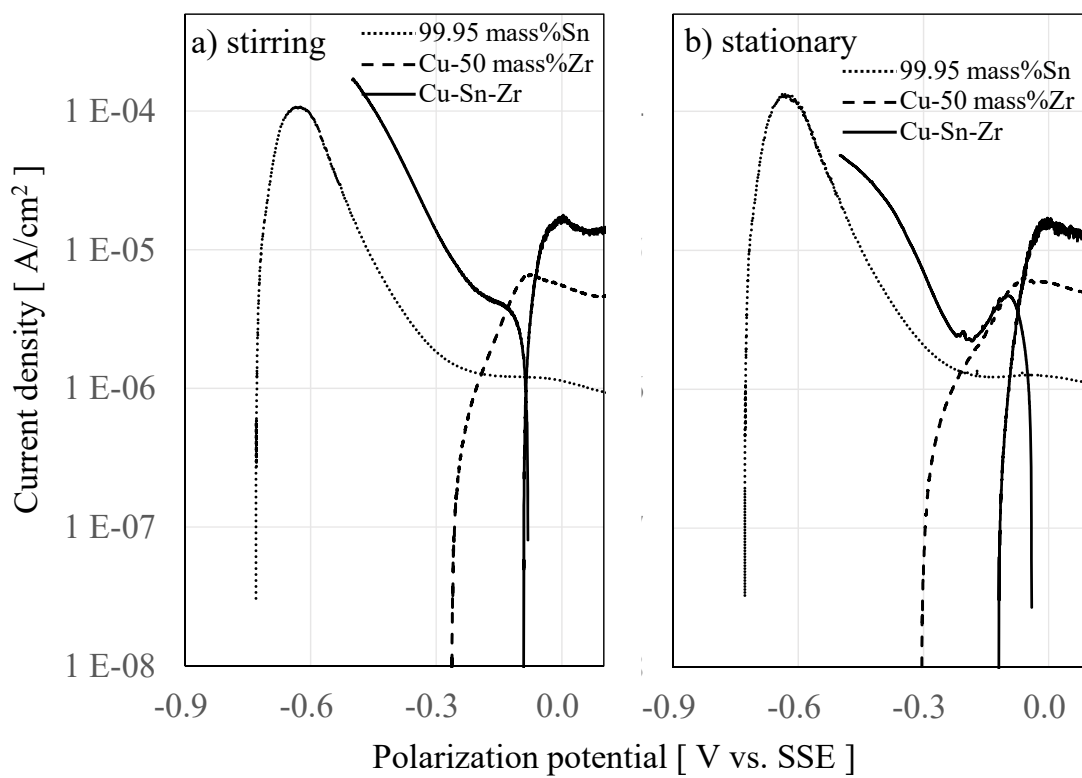 a) stirring
99.95 mass%Sn
Cu-50 mass%Zr
Cu-Sn-Zr
b) stationary
99.95 mass%Sn
Cu-50 mass%Zr
Cu-Sn-Zr
Current density [ A/cm2 ]
1 E-04
1 E-05
1 E-06
1 E-07
1 E-08
-0.9 -0.6 -0.3 0.0 -0.9 -0.6 -0.3 0.0
Polarization potential [ V vs. SSE ]